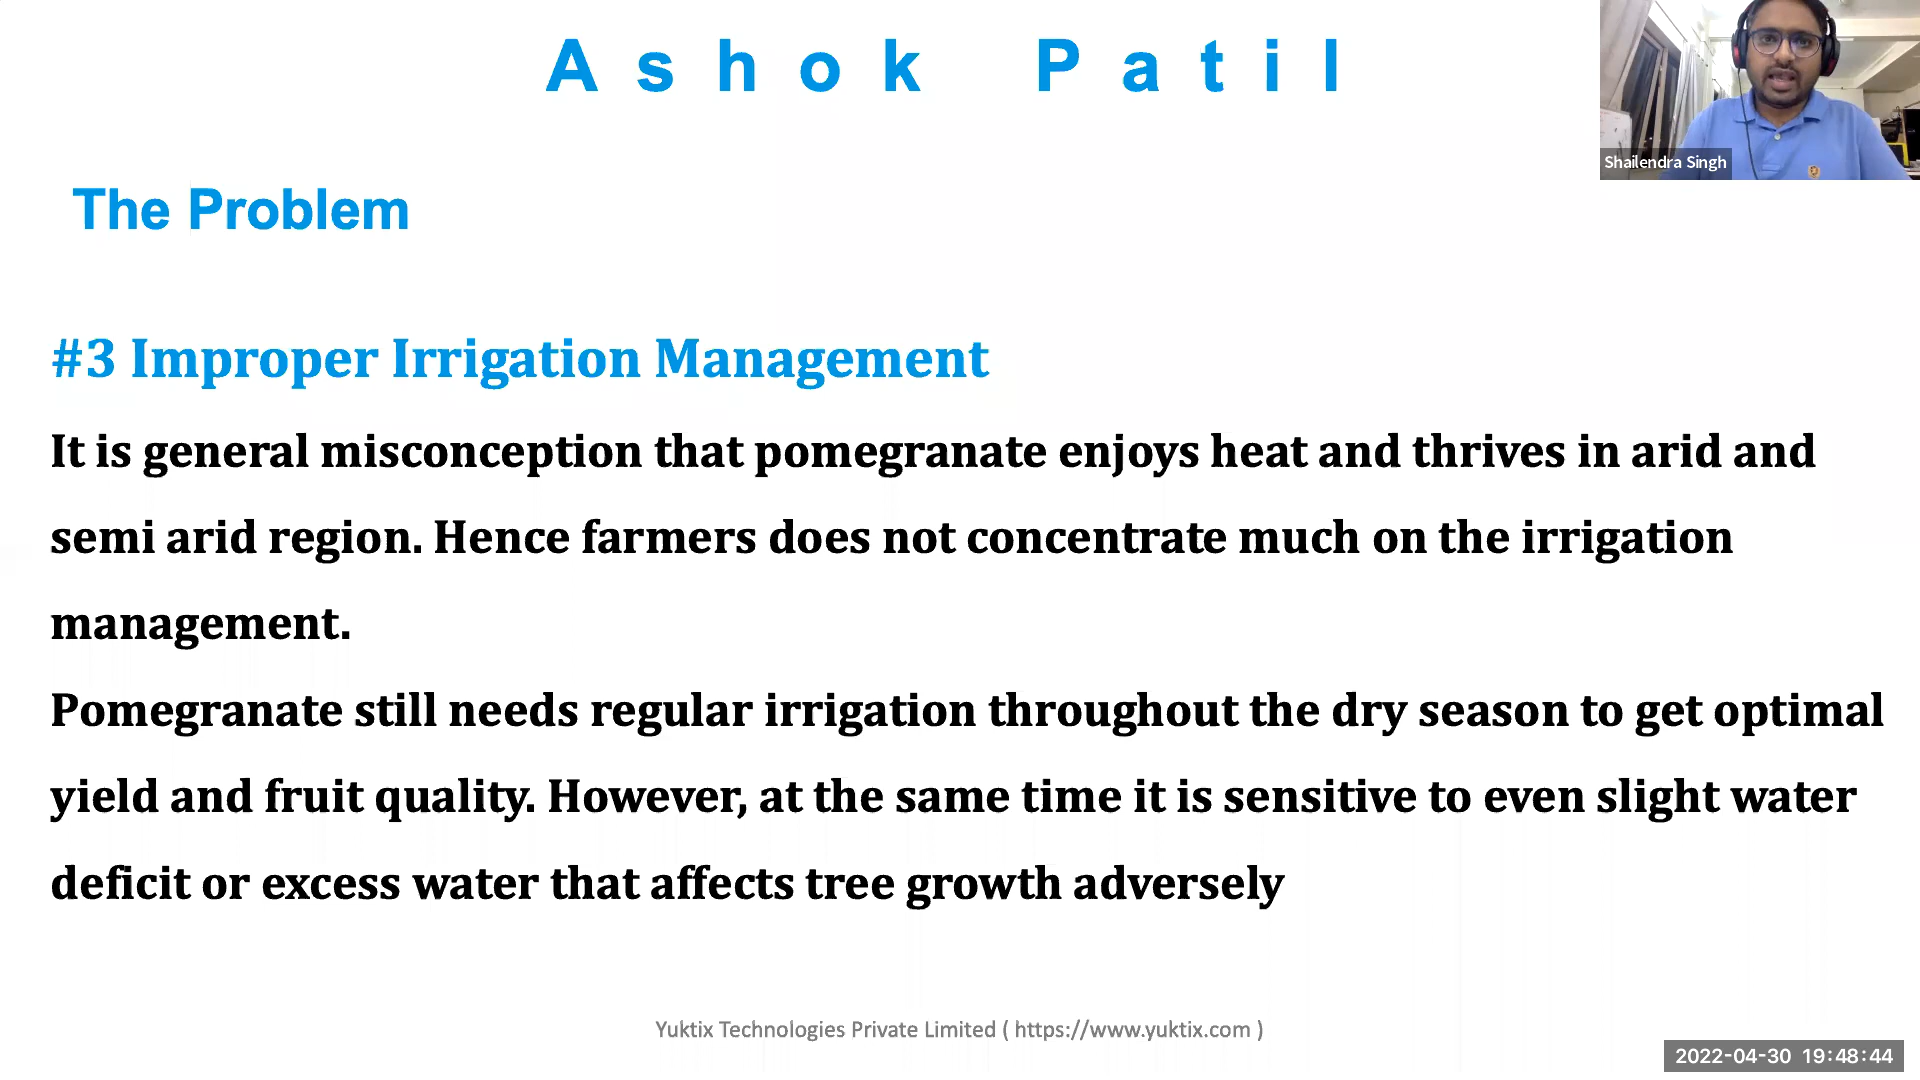 Ashok Patil
Shailendra Singh
The Problem
#3 Improper Irrigation Management
It is general misconception that pomegranate enjoys heat and thrives in arid and
semi arid region. Hence farmers does not concentrate much on the irrigation
management.
Pomegranate still needs regular irrigation throughout the dry season to get optimal
yield and fruit quality. However, at the same time it is sensitive to even slight water
deficit or excess water that affects tree growth adversely
Yuktix Technologies Private Limited ( https://www.yuktix.com )
2022-04-30 19:48:44